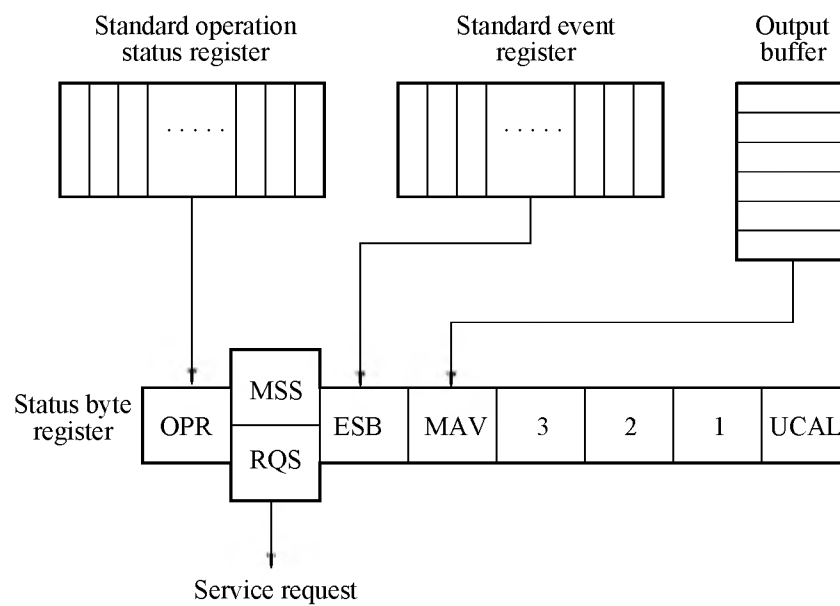 Standard operation
status register
Standard event
register
Output
buffer
. . . . .
. . . . .
Status byte
register
OPR
MSS
RQS
ESB
MAV
3
2
1
UCAL
Service request